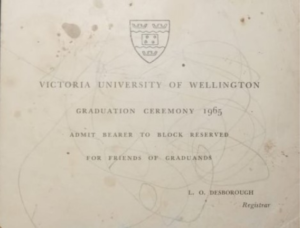 VICTORIA UNIVERSITY OF WELLINGTON
GRADUATION CEREMONY 1965
ADMIT BEARER TO BLOCK RESERVED
FOR FRIENDS OF GRADUANDS
L. O. DESBOROUGH
Registrar